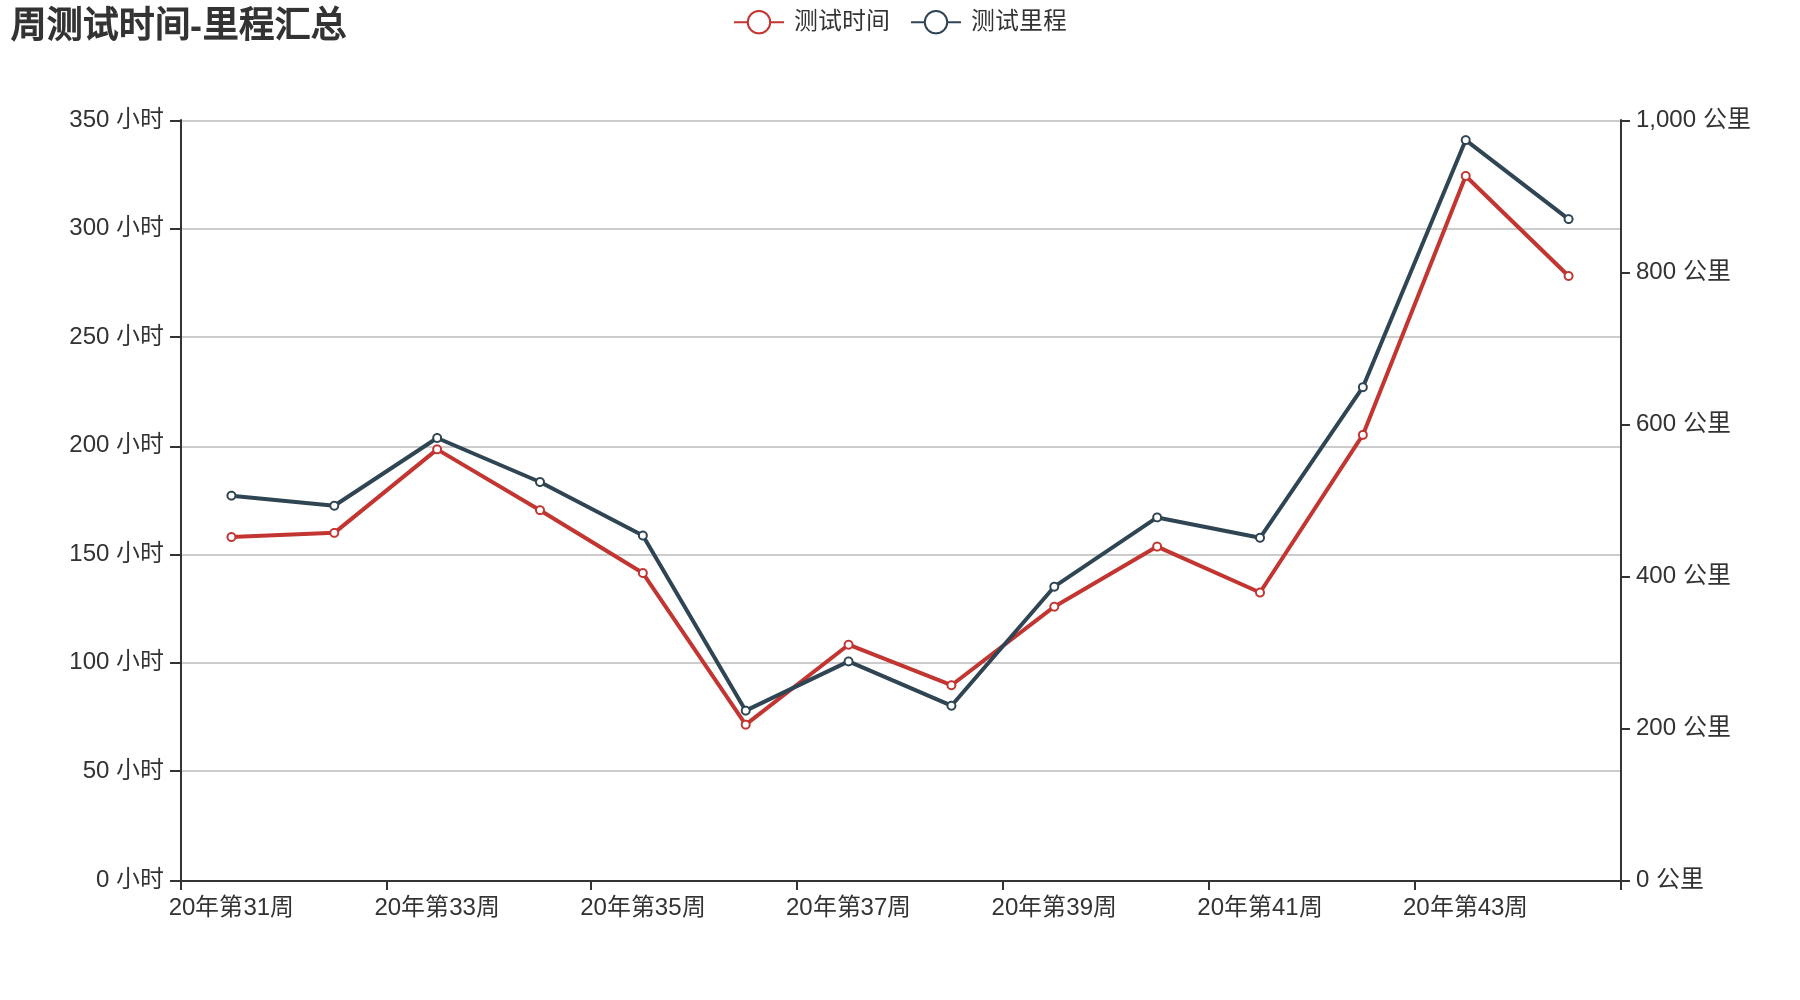 周测试时间-里程汇总
测试时间 测试里程
350 小时
300 小时
250 小时
200 小时
150 小时
100 小时
50 小时
0 小时
1,000 公里
800 公里
600 公里
400 公里
200 公里
0 公里
20年第31周 20年第33周 20年第35周 20年第37周 20年第39周 20年第41周 20年第43周